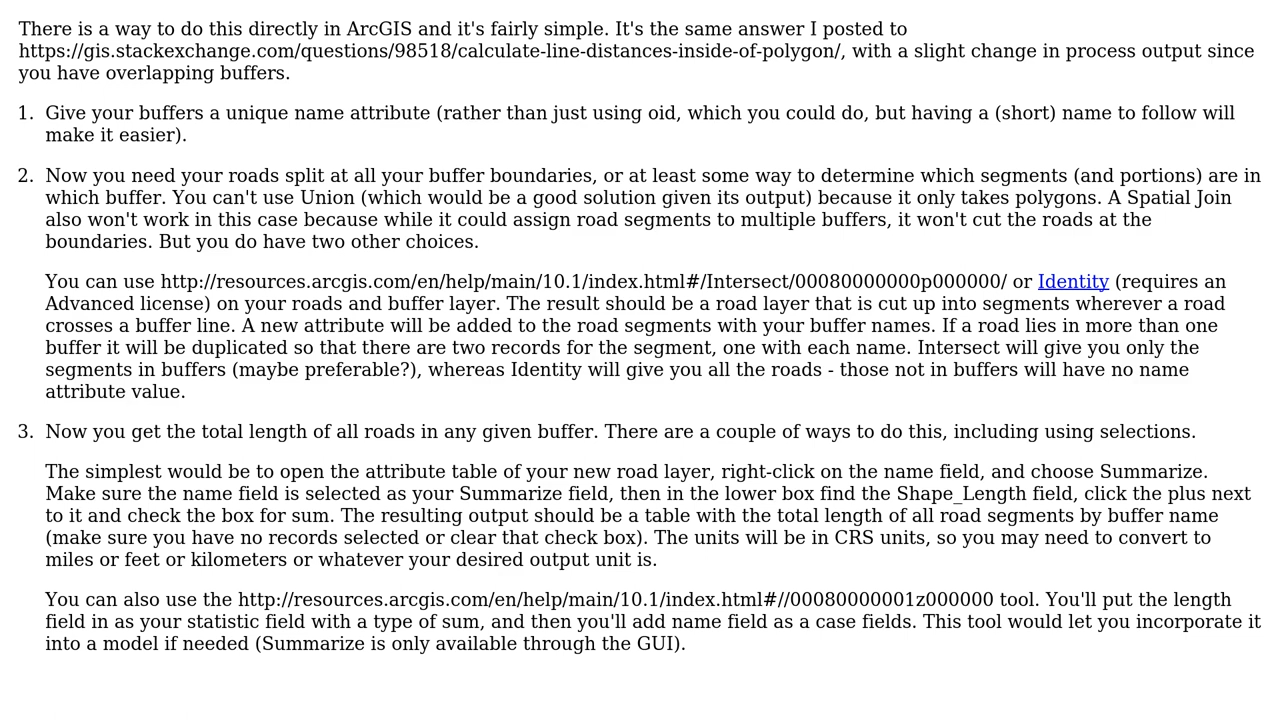 There is a way to do this directly in ArcGIS and it's fairly simple. It's the same answer I posted to
https://gis.stackexchange.com/questions/98518/calculate-line-distances-inside-of-polygon/, with a slight change in process output since
you have overlapping buffers.
1. Give your buffers a unique name attribute (rather than just using oid, which you could do, but having a (short) name to follow will
make it easier).
2. Now you need your roads split at all your buffer boundaries, or at least some way to determine which segments (and portions) are in
which buffer. You can't use Union (which would be a good solution given its output) because it only takes polygons. A Spatial Join
also won't work in this case because while it could assign road segments to multiple buffers, it won't cut the roads at the
boundaries. But you do have two other choices.
You can use http://resources.arcgis.com/en/help/main/10.1/index.html#/Intersect/00080000000p000000/ or Identity (requires an
Advanced license) on your roads and buffer layer. The result should be a road layer that is cut up into segments wherever a road
crosses a buffer line. A new attribute will be added to the road segments with your buffer names. If a road lies in more than one
buffer it will be duplicated so that there are two records for the segment, one with each name. Intersect will give you only the
segments in buffers (maybe preferable?), whereas Identity will give you all the roads - those not in buffers will have no name
attribute value.
3. Now you get the total length of all roads in any given buffer. There are a couple of ways to do this, including using selections.
The simplest would be to open the attribute table of your new road layer, right-click on the name field, and choose Summarize.
Make sure the name field is selected as your Summarize field, then in the lower box find the Shape_Length field, click the plus next
to it and check the box for sum. The resulting output should be a table with the total length of all road segments by buffer name
(make sure you have no records selected or clear that check box). The units will be in CRS units, so you may need to convert to
miles or feet or kilometers or whatever your desired output unit is.
You can also use the http://resources.arcgis.com/en/help/main/10.1/index.html#//00080000001z000000 tool. You'll put the length
field in as your statistic field with a type of sum, and then you'll add name field as a case fields. This tool would let you incorporate it
into a model if needed (Summarize is only available through the GUI).